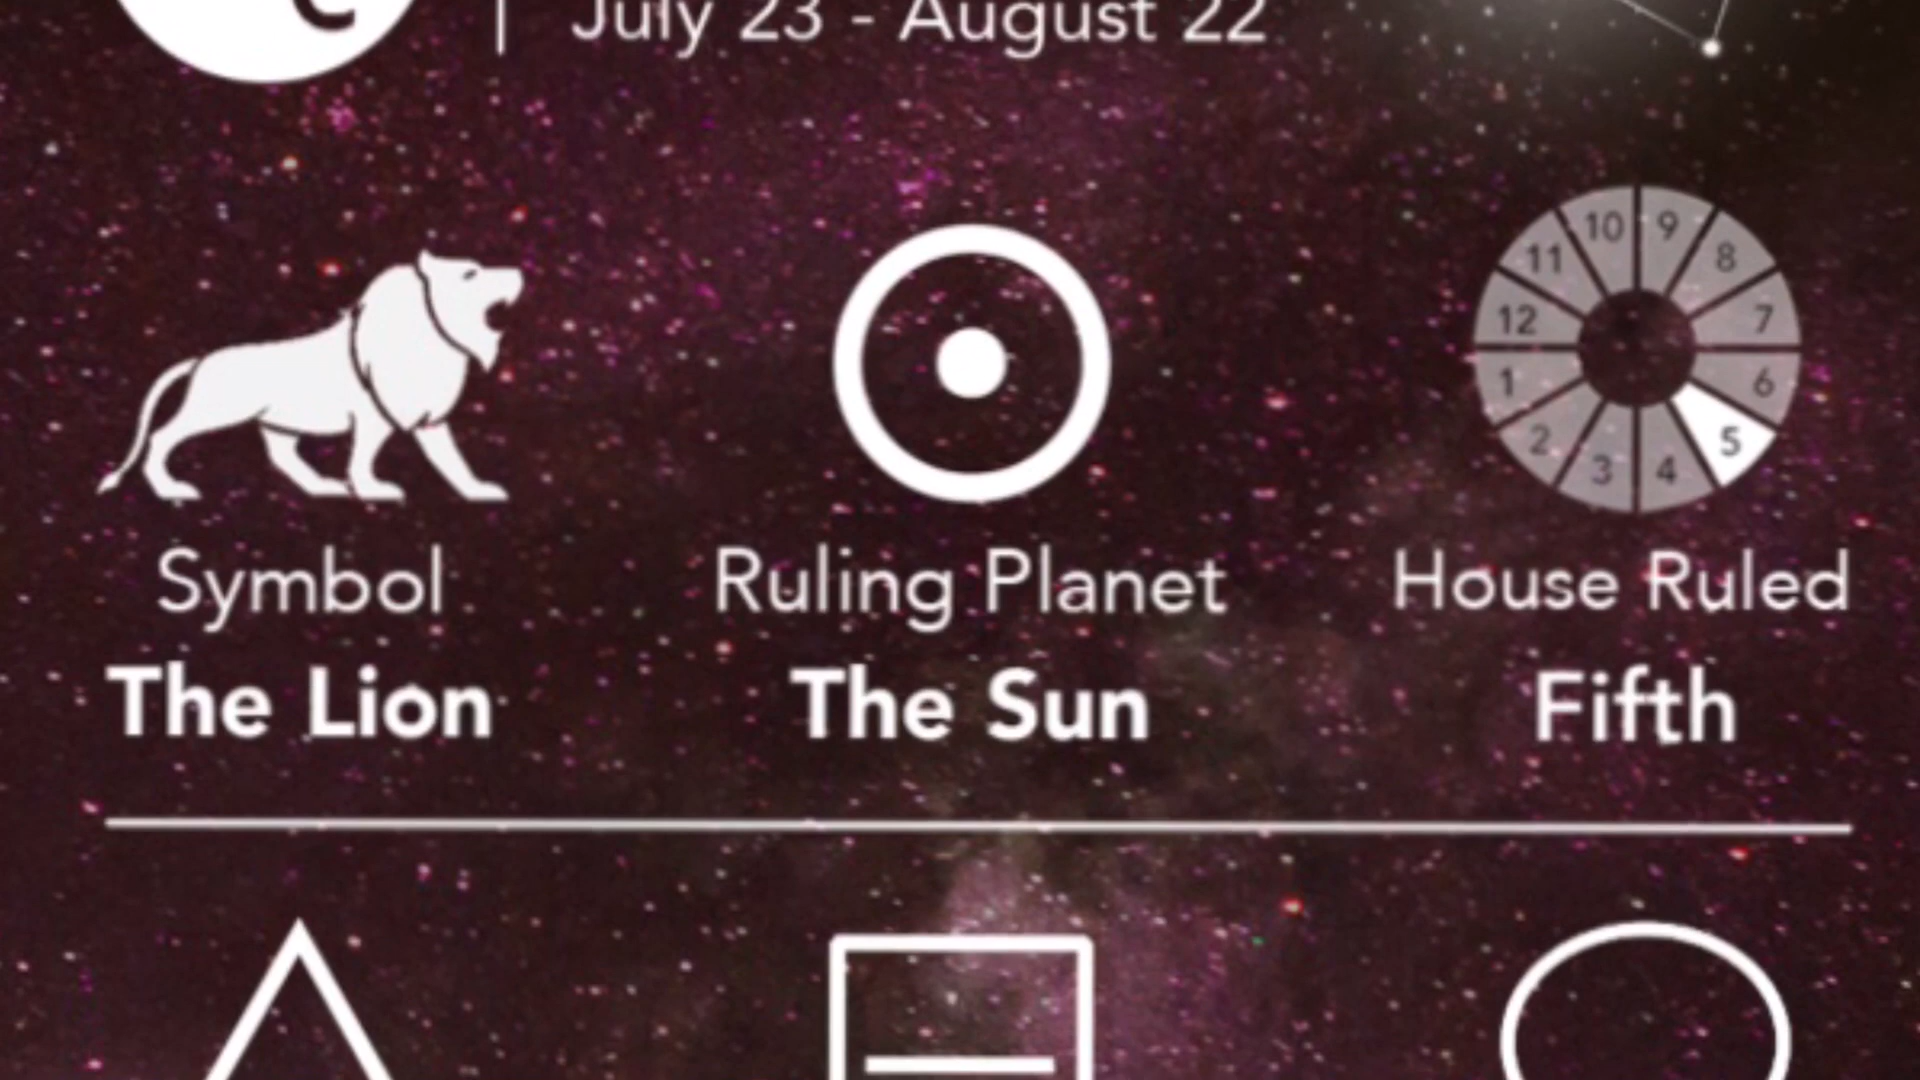 July 23 - August 22
10 9
11 8
12 7
1 6
2 5
3 4
Symbol Ruling Planet House Ruled
The Lion The Sun Fifth